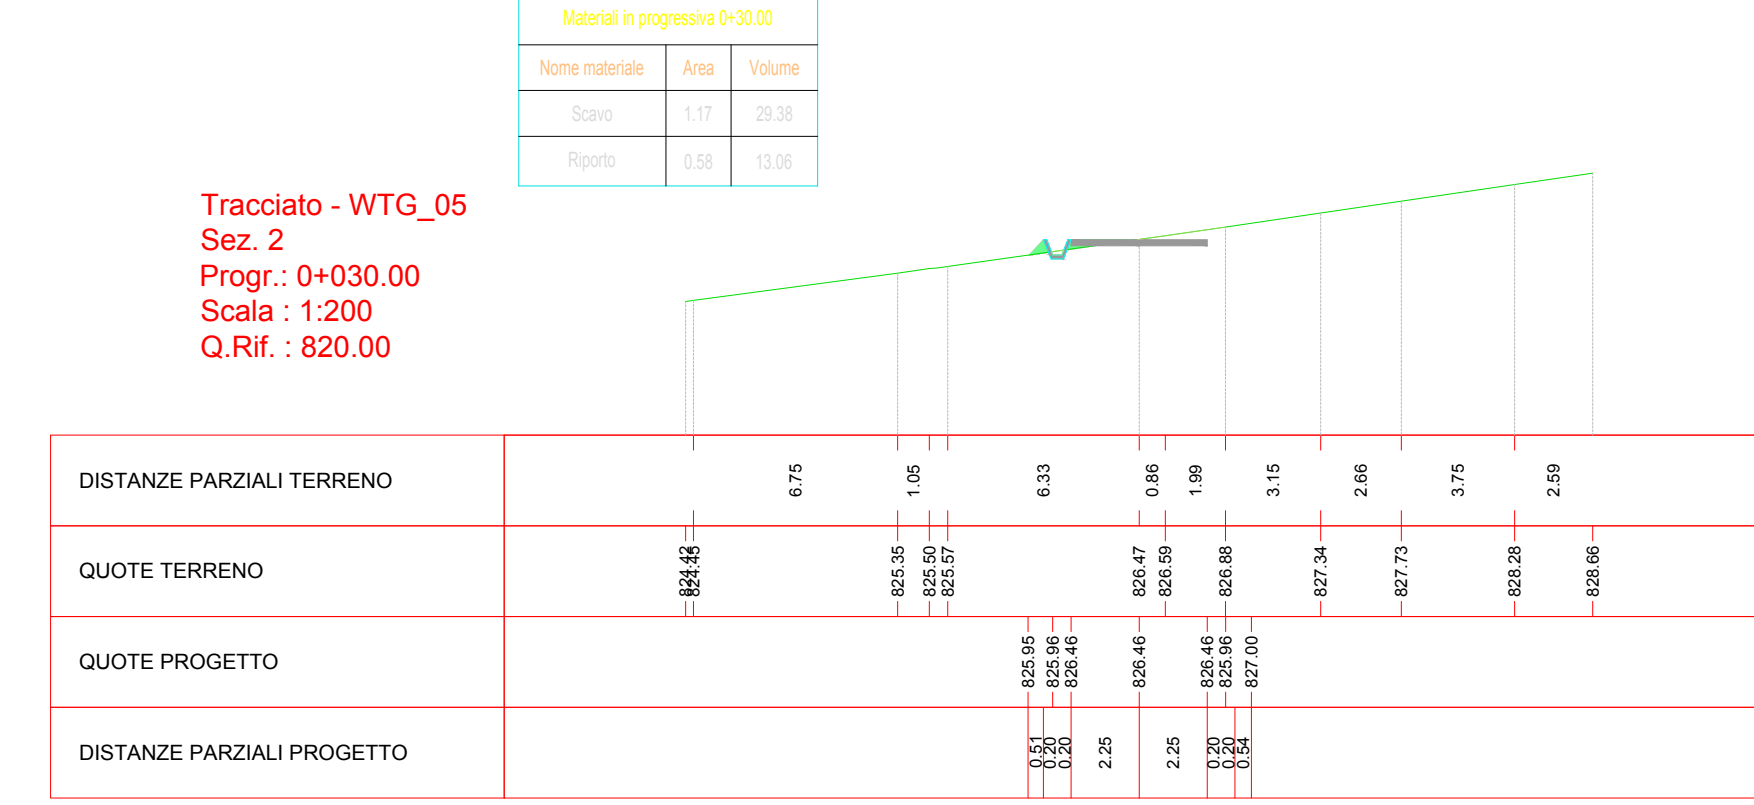 Materiali in progressiva 0+30.00
Nome materiale Area Volume
Scavo 1.17 29.38
Riporto 0.58 13.06
Tracciato - WTG_05
Sez. 2
Progr.: 0+030.00
Scala : 1:200
Q.Rif. : 820.00
DISTANZE PARZIALI TERRENO 6.75 1.05 6.33 0.86 1.99 3.15 2.66 3.75 2.59
QUOTE TERRENO 824.42 824.45 825.35 825.50 825.57 826.47 826.59 826.88 827.34 827.73 828.28 828.66
QUOTE PROGETTO 825.95 825.96 826.46 826.46 826.46 825.96 827.00
DISTANZE PARZIALI PROGETTO 0.51 0.20 0.20 2.25 2.25 0.20 0.20 0.54